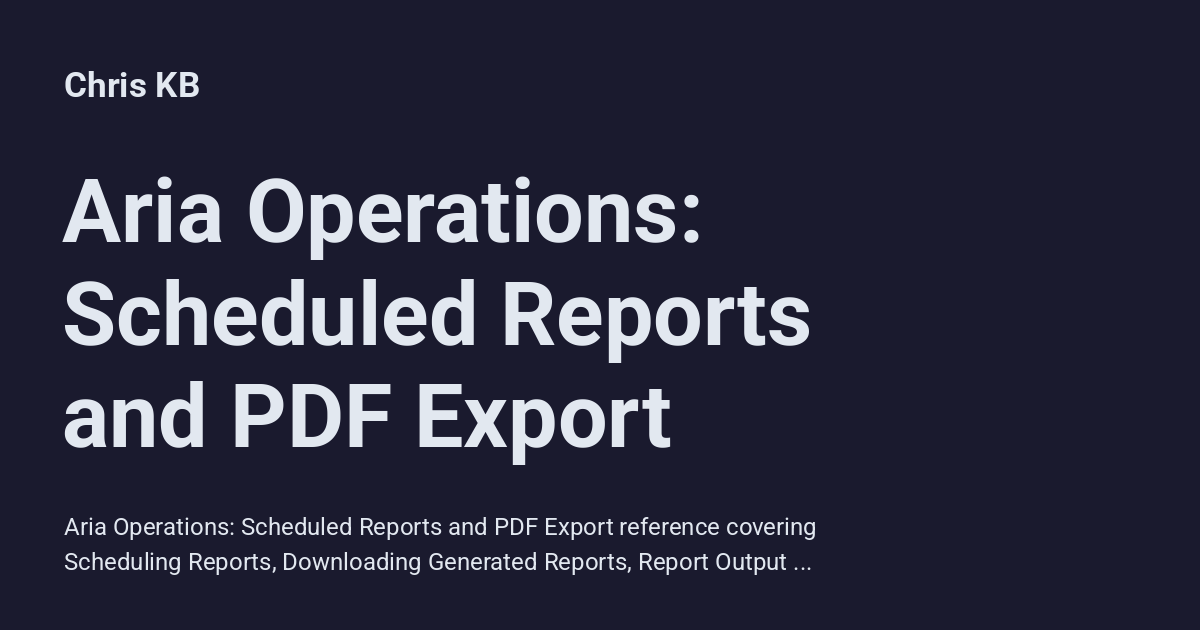 Chris KB
Aria Operations:
Scheduled Reports
and PDF Export
Aria Operations: Scheduled Reports and PDF Export reference covering
Scheduling Reports, Downloading Generated Reports, Report Output ...